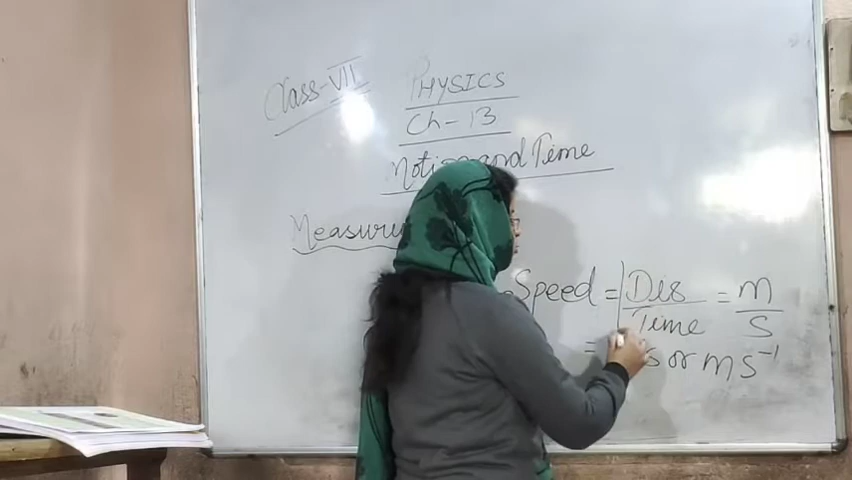 Class-VII
PHYSICS
Ch-13
Motion and Time
Speed = Dis/Time = m/s
= s or ms⁻¹